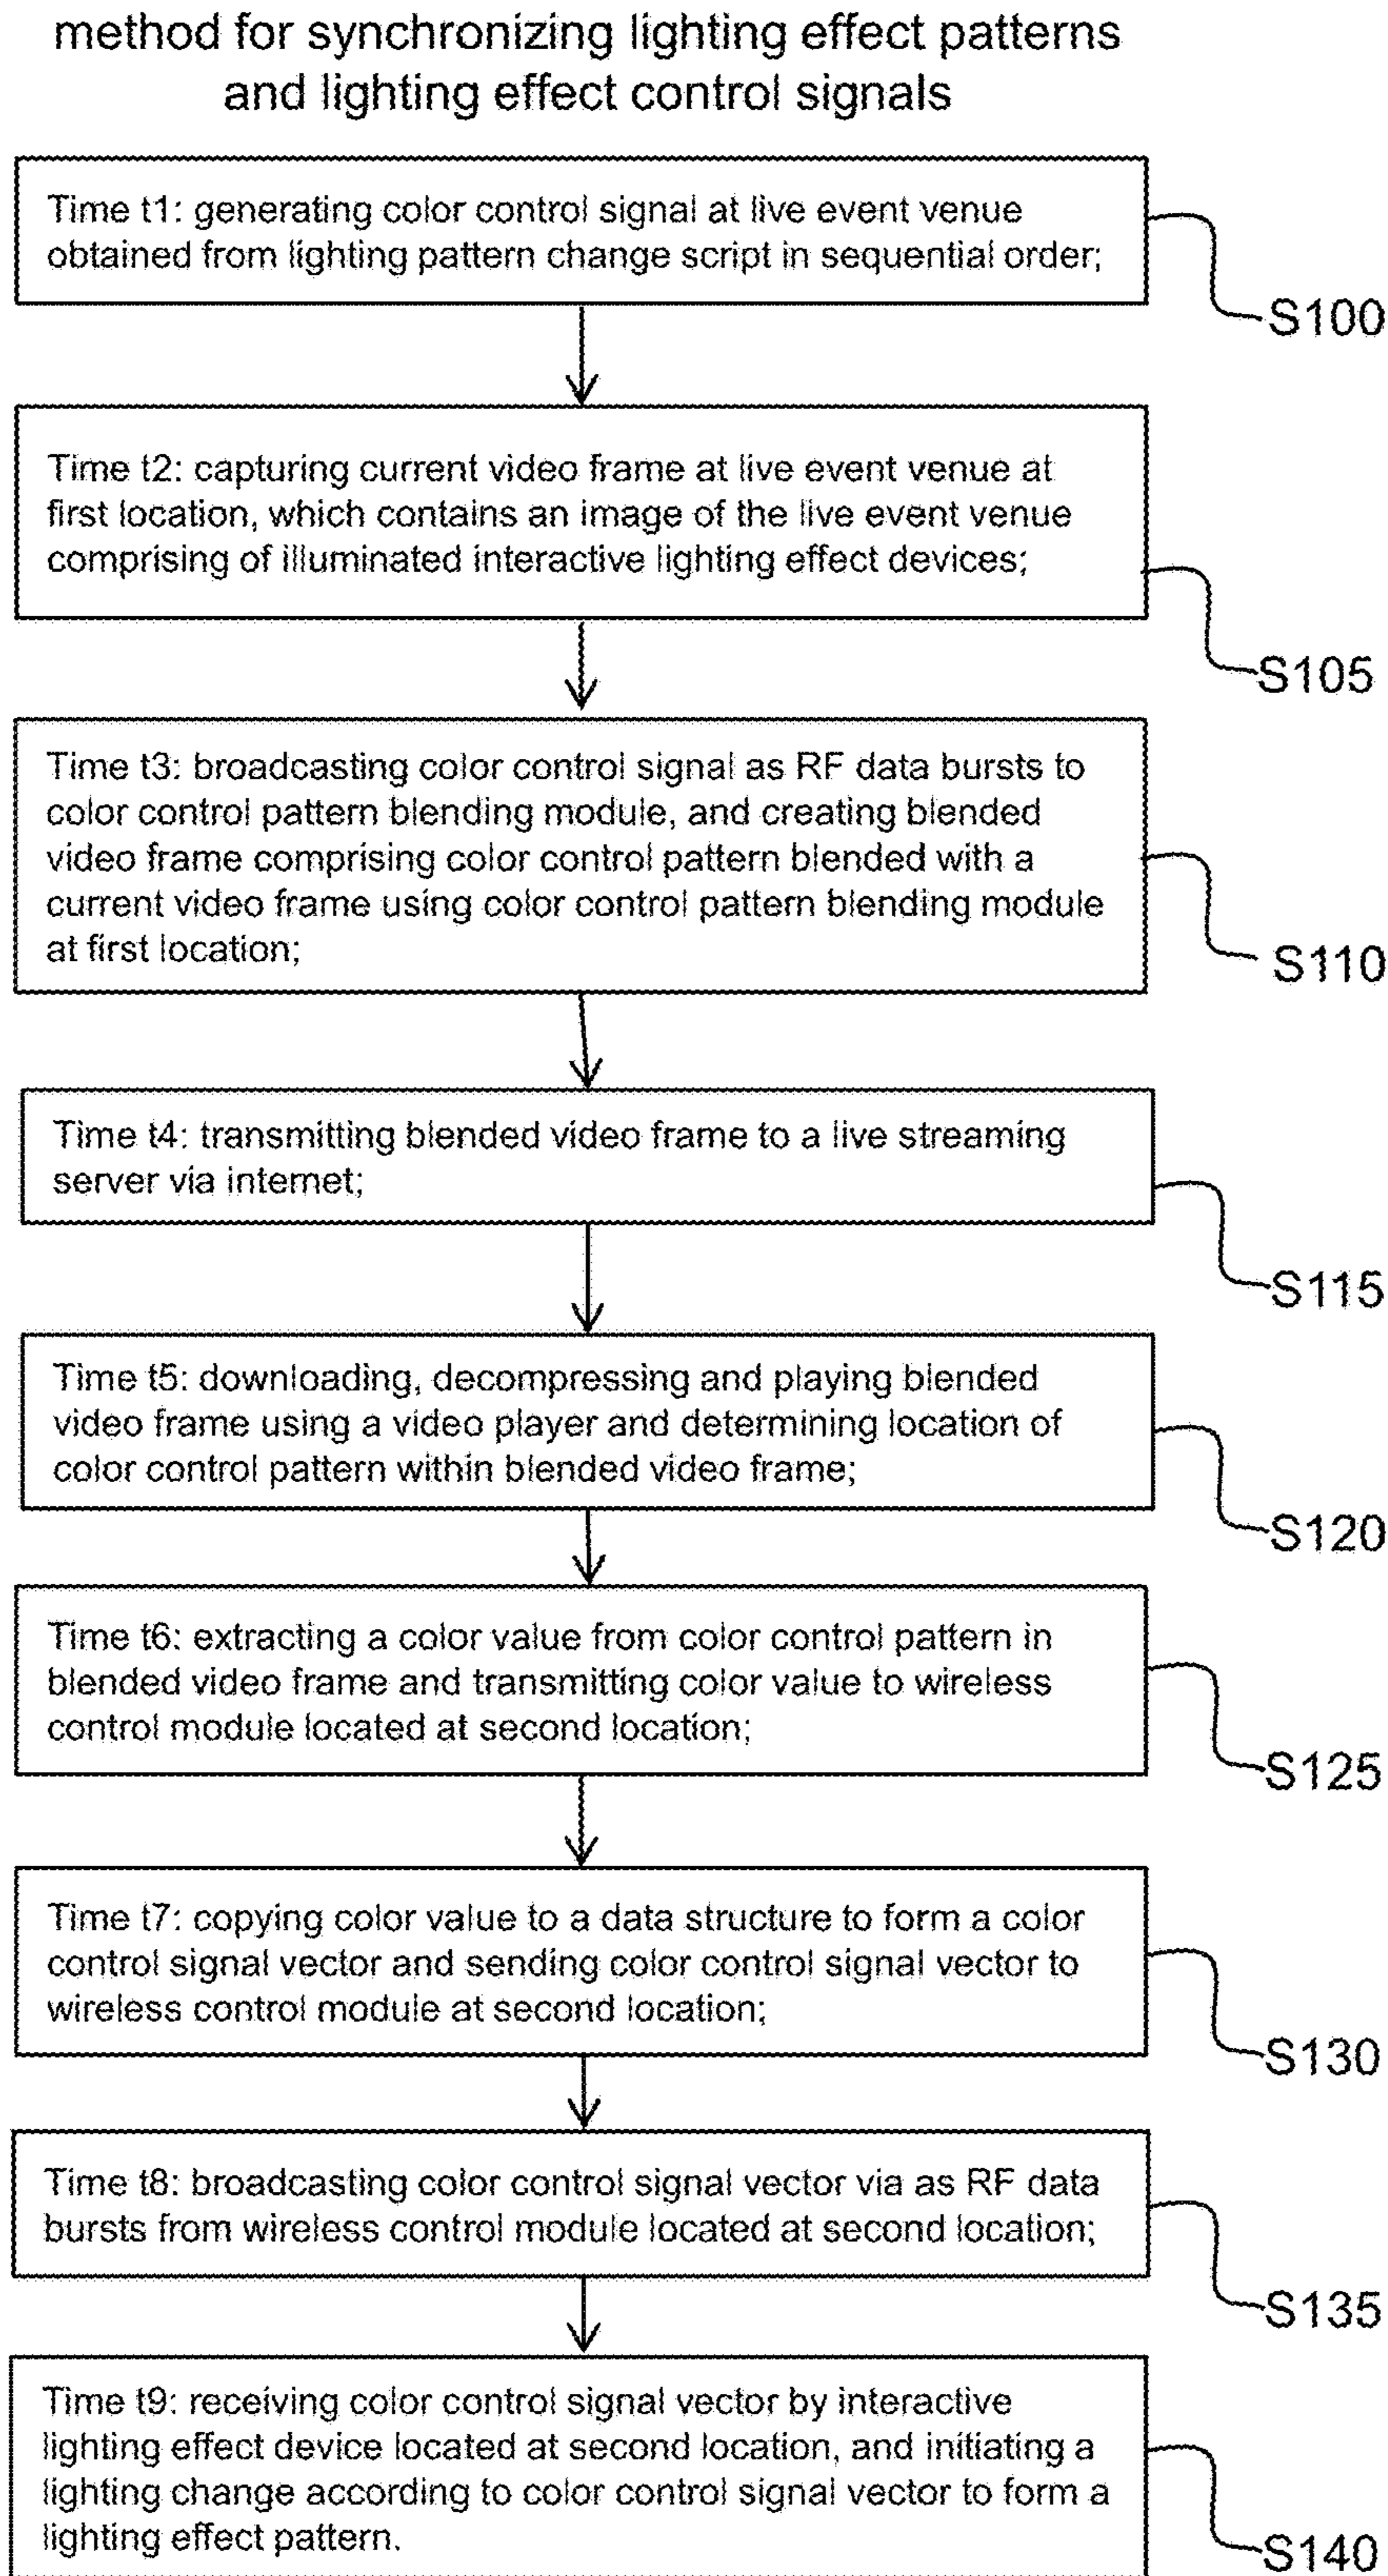 method for synchronizing lighting effect patterns
and lighting effect control signals
Time t1: generating color control signal at live event venue
obtained from lighting pattern change script in sequential order;
S100
Time t2: capturing current video frame at live event venue at
first location, which contains an image of the live event venue
comprising of illuminated interactive lighting effect devices;
S105
Time t3: broadcasting color control signal as RF data bursts to
color control pattern blending module, and creating blended
video frame comprising color control pattern blended with a
current video frame using color control pattern blending module
at first location;
S110
Time t4: transmitting blended video frame to a live streaming
server via internet;
S115
Time t5: downloading, decompressing and playing blended
video frame using a video player and determining location of
color control pattern within blended video frame;
S120
Time t6: extracting a color value from color control pattern in
blended video frame and transmitting color value to wireless
control module located at second location;
S125
Time t7: copying color value to a data structure to form a color
control signal vector and sending color control signal vector to
wireless control module at second location;
S130
Time t8: broadcasting color control signal vector via as RF data
bursts from wireless control module located at second location;
S135
Time t9: receiving color control signal vector by interactive
lighting effect device located at second location, and initiating a
lighting change according to color control signal vector to form a
lighting effect pattern.
S140